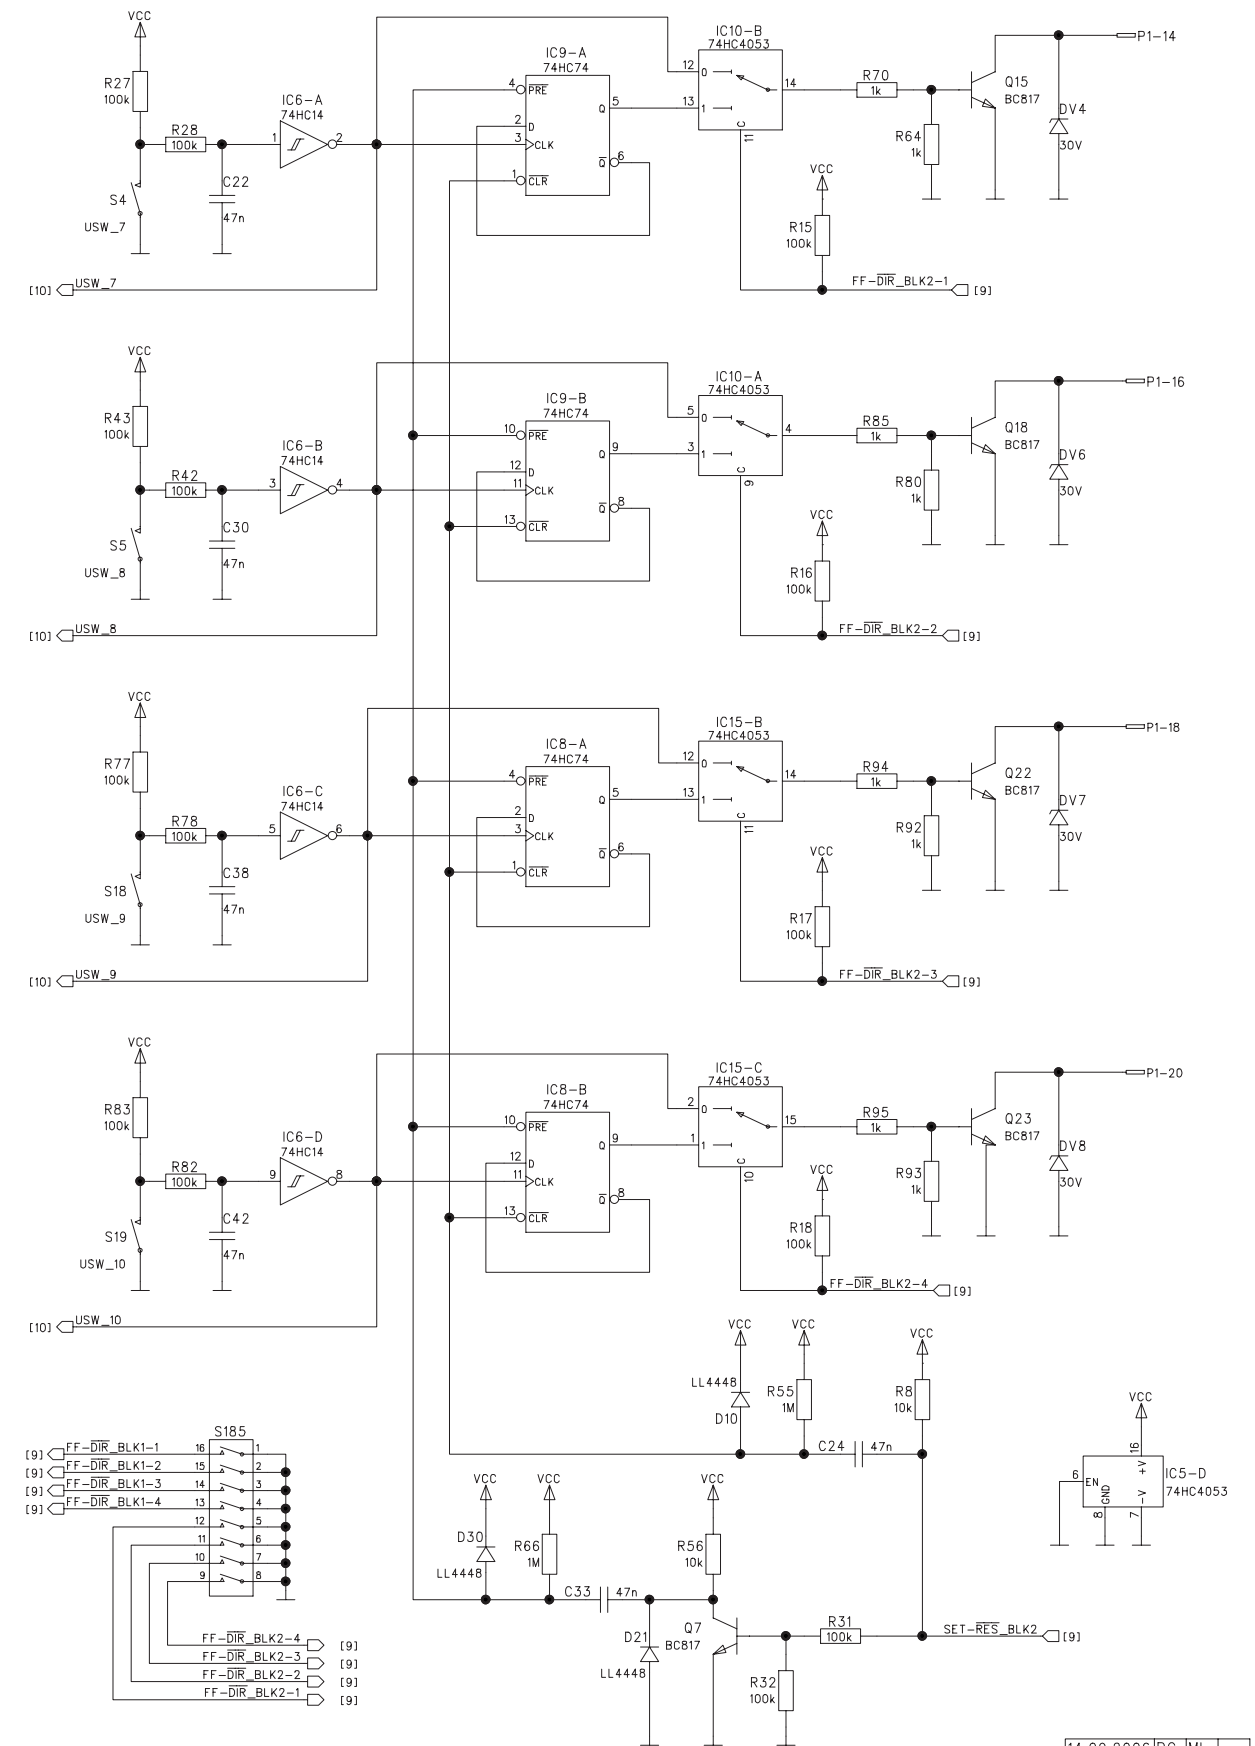 VCC
R27
100k
R28
100k
IC6-A
74HC14
1
2
C22
47n
S4
USW_7
[10]
USW_7
IC9-A
74HC74
4
PRE
Q
5
2
D
3
CLK
Q
6
1
CLR
IC10-B
74HC4053
12
0
13
1
14
C
11
R70
1k
R64
1k
Q15
BC817
DV4
30V
P1-14
VCC
R15
100k
FF-DIR_BLK2-1
[9]
VCC
R43
100k
R42
100k
IC6-B
74HC14
3
4
C30
47n
S5
USW_8
[10]
USW_8
IC9-B
74HC74
10
PRE
Q
9
12
D
11
CLK
Q
8
13
CLR
IC10-A
74HC4053
5
0
3
1
4
C
9
R85
1k
R80
1k
Q18
BC817
DV6
30V
P1-16
VCC
R16
100k
FF-DIR_BLK2-2
[9]
VCC
R77
100k
R78
100k
IC6-C
74HC14
5
6
C38
47n
S18
USW_9
[10]
USW_9
IC8-A
74HC74
4
PRE
Q
5
2
D
3
CLK
Q
6
1
CLR
IC15-B
74HC4053
12
0
13
1
14
C
11
R94
1k
R92
1k
Q22
BC817
DV7
30V
P1-18
VCC
R17
100k
FF-DIR_BLK2-3
[9]
VCC
R83
100k
R82
100k
IC6-D
74HC14
9
8
C42
47n
S19
USW_10
[10]
USW_10
IC8-B
74HC74
10
PRE
Q
9
12
D
11
CLK
Q
8
13
CLR
IC15-C
74HC4053
2
0
1
1
15
C
10
R95
1k
R93
1k
Q23
BC817
DV8
30V
P1-20
VCC
R18
100k
FF-DIR_BLK2-4
[9]
VCC
LL4448
D10
VCC
R55
1M
VCC
R8
10k
C24
47n
S185
[9]
FF-DIR_BLK1-1
16
1
[9]
FF-DIR_BLK1-2
15
2
[9]
FF-DIR_BLK1-3
14
3
[9]
FF-DIR_BLK1-4
13
4
12
5
11
6
10
7
9
8
FF-DIR_BLK2-4
[9]
FF-DIR_BLK2-3
[9]
FF-DIR_BLK2-2
[9]
FF-DIR_BLK2-1
[9]
VCC
D30
LL4448
VCC
R66
1M
C33
47n
VCC
R56
10k
D21
LL4448
Q7
BC817
R31
100k
R32
100k
SET-RES_BLK2
[9]
VCC
16
6
EN
+V
GND
-V
8
7
IC5-D
74HC4053